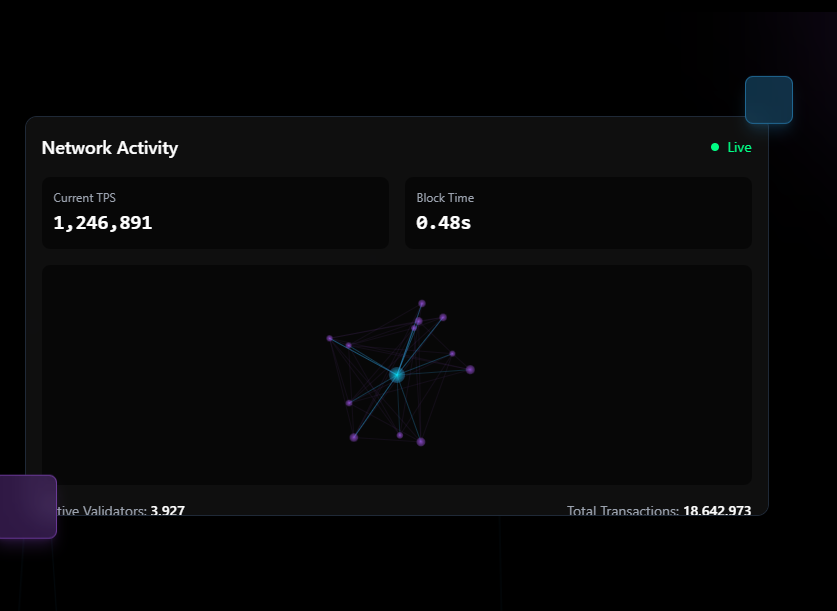 Network Activity
Live
Current TPS
1,246,891
Block Time
0.48s
tive Validators: 3,927
Total Transactions: 18,642,973